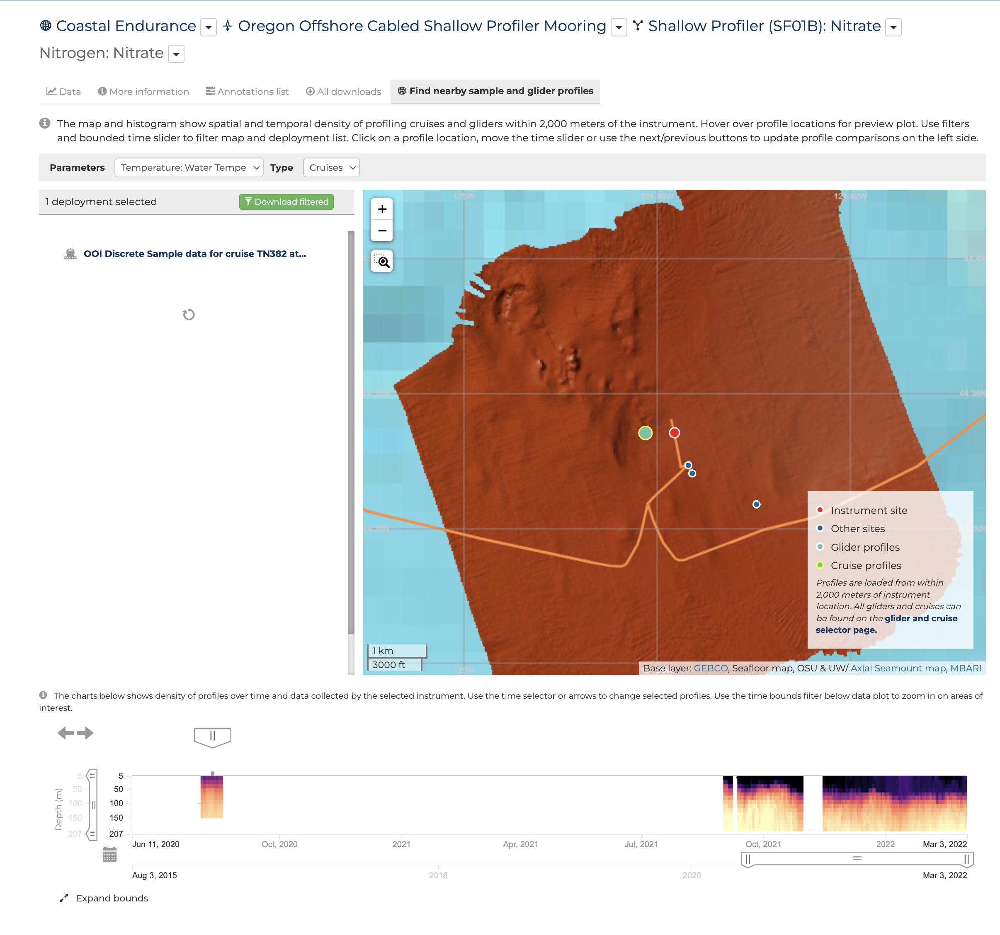 Coastal Endurance Oregon Offshore Cabled Shallow Profiler Mooring Shallow Profiler (SF01B): Nitrate
Nitrogen: Nitrate
Data More information Annotations list All downloads Find nearby sample and glider profiles
The map and histogram show spatial and temporal density of profiling cruises and gliders within 2,000 meters of the instrument. Hover over profile locations for preview plot. Use filters
and bounded time slider to filter map and deployment list. Click on a profile location, move the time slider or use the next/previous buttons to update profile comparisons on the left side.
Parameters Temperature: Water Tempe Type Cruises
1 deployment selected Download filtered
OOI Discrete Sample data for cruise TN382 at...
+
−
125W 124.96W 124.92W
44.4N
44.38N 44.38N
44.36N
Instrument site
Other sites
Glider profiles
Cruise profiles
Profiles are loaded from within
2,000 meters of instrument
location. All gliders and cruises can
be found on the glider and cruise
selector page.
1 km
3000 ft
125W
Base layer: GEBCO, Seafloor map, OSU & UW/ Axial Seamount map, MBARI
The charts below shows density of profiles over time and data collected by the selected instrument. Use the time selector or arrows to change selected profiles. Use the time bounds filter below data plot to zoom in on areas of
interest.
Depth (m)
5 5
50 50
100 100
150 150
207 207
Jun 11, 2020 Oct, 2020 2021 Apr, 2021 Jul, 2021 Oct, 2021 2022 Mar 3, 2022
Aug 3, 2015 2018 2020 Mar 3, 2022
Expand bounds